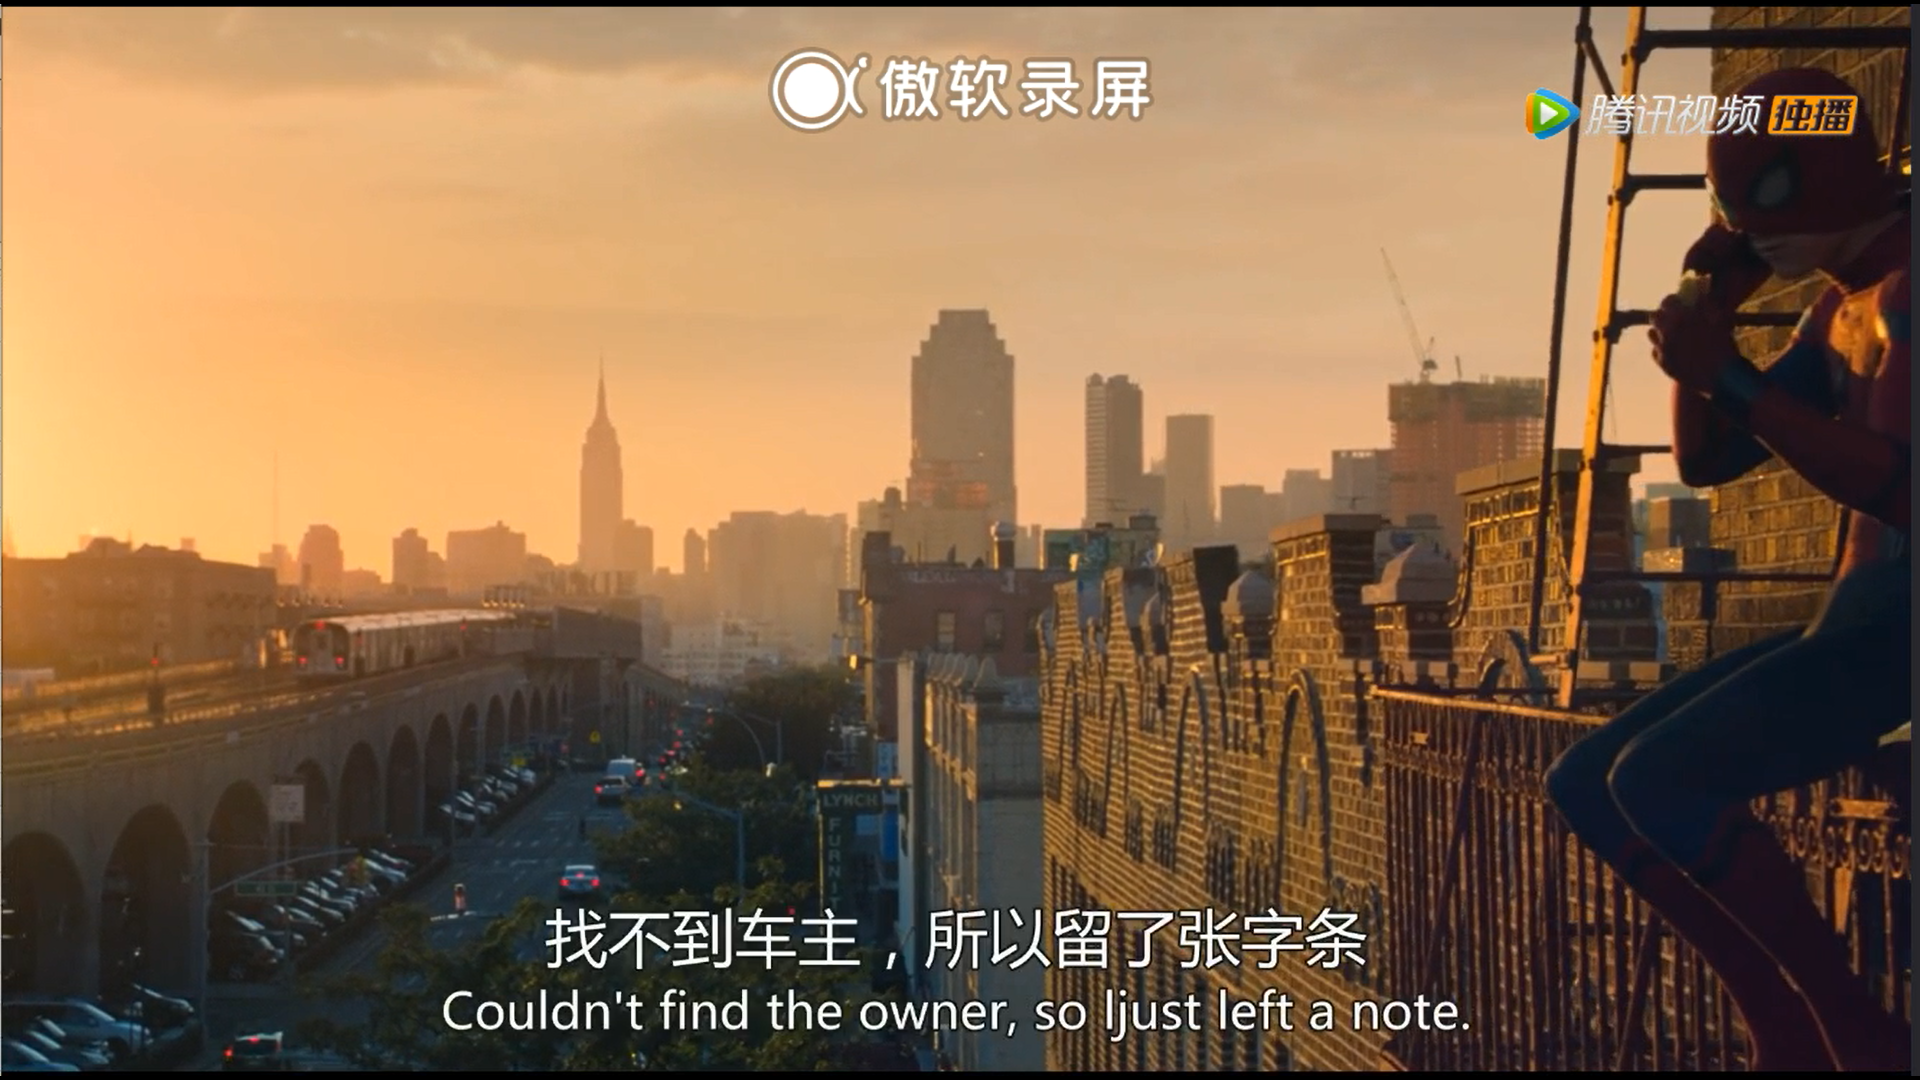 傲软录屏
腾讯视频 独播
LYNCH
FURNI
找不到车主，所以留了张字条
Couldn't find the owner, so ljust left a note.